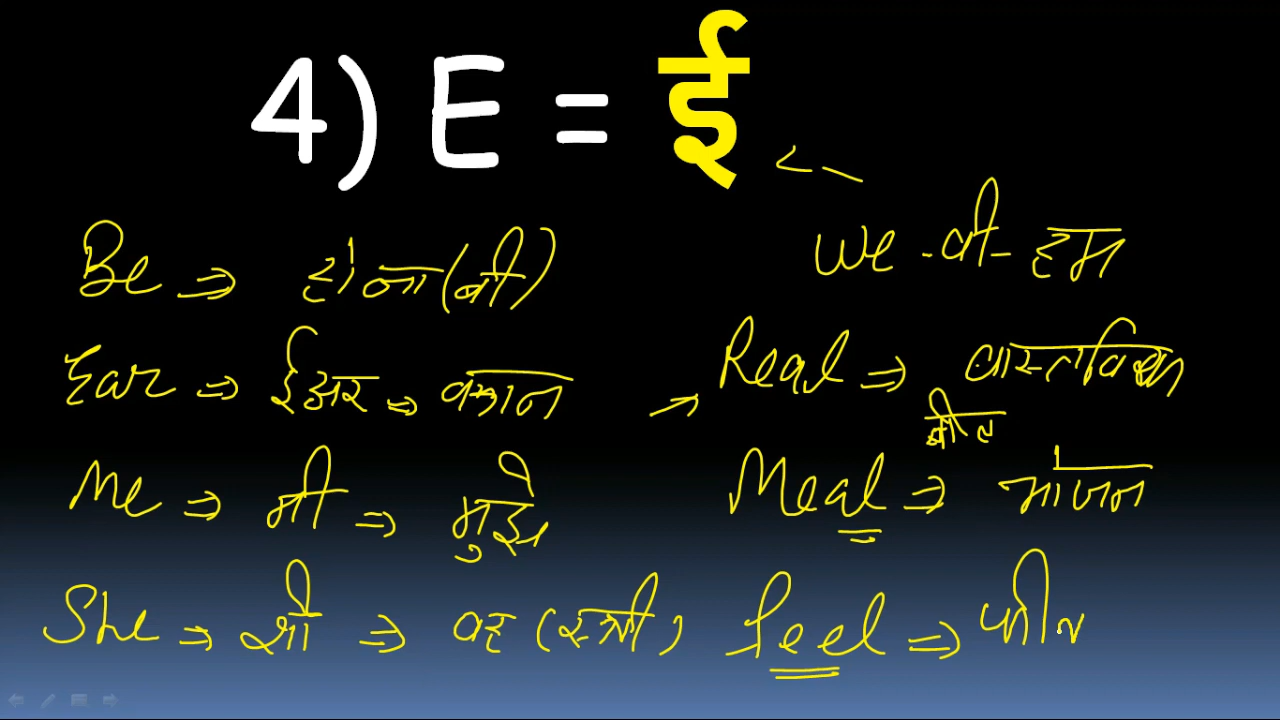 4) E = ई
Be ⇒ होना (बी)
We - वी - हम
Ear ⇒ ईअर ⇒ कान
Real ⇒ वास्तविक
Me ⇒ मी ⇒ मुझे
Meal ⇒ भोजन
She ⇒ शी ⇒ वह (स्त्री)
feel ⇒ फील